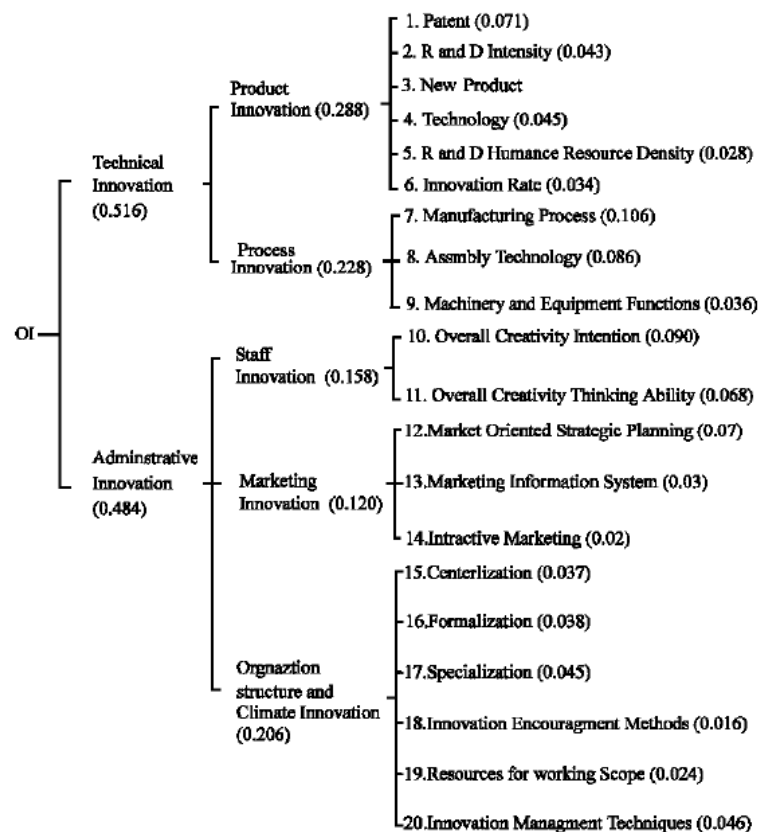 OI
Technical
Innovation
(0.516)
Adminstrative
Innovation
(0.484)
Product
Innovation (0.288)
Process
Innovation (0.228)
Staff
Innovation (0.158)
Marketing
Innovation (0.120)
Orgnaztion
structure and
Climate Innovation
(0.206)
1. Patent (0.071)
2. R and D Intensity (0.043)
3. New Product
4. Technology (0.045)
5. R and D Humance Resource Density (0.028)
6. Innovation Rate (0.034)
7. Manufacturing Process (0.106)
8. Assmbly Technology (0.086)
9. Machinery and Equipment Functions (0.036)
10. Overall Creativity Intention (0.090)
11. Overall Creativity Thinking Ability (0.068)
12.Market Oriented Strategic Planning (0.07)
13.Marketing Information System (0.03)
14.Intractive Marketing (0.02)
15.Centerlization (0.037)
16.Formalization (0.038)
17.Specialization (0.045)
18.Innovation Encouragment Methods (0.016)
19.Resources for working Scope (0.024)
20.Innovation Managment Techniques (0.046)